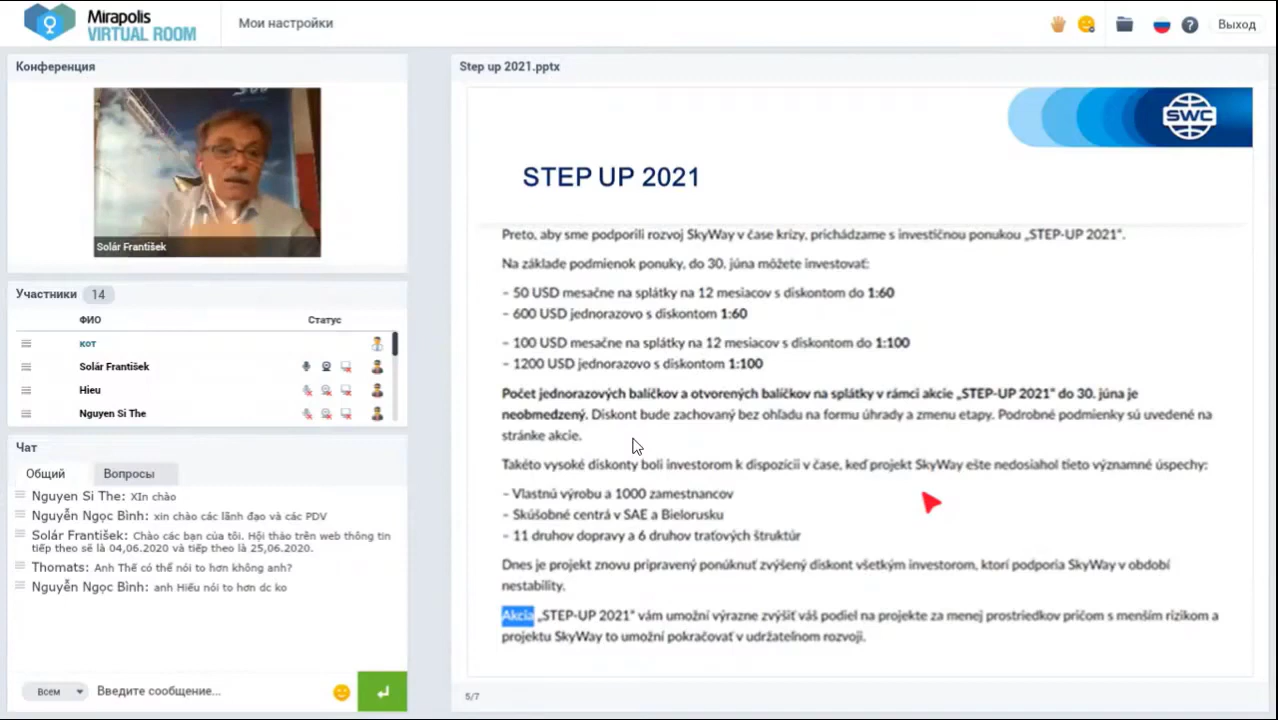 Mirapolis
VIRTUAL ROOM
Мои настройки
Выход
Конференция
Solár František
Участники 14
ФИО Статус
кот
Solár František
Hieu
Nguyen Si The
Чат
Общий Вопросы
Nguyen Si The: XIn chào
Nguyễn Ngọc Bình: xin chào các lãnh đạo và các PDV
Solár František: Chào các bạn của tôi. Hội thảo trên web thông tin
tiếp theo sẽ là 04,06.2020 và tiếp theo là 25,06.2020.
Thomats: Anh Thế có thể nói to hơn không anh?
Nguyễn Ngọc Bình: anh Hiếu nói to hơn dc ko
Всем Введите сообщение...
Step up 2021.pptx
SWC
STEP UP 2021
Preto, aby sme podporili rozvoj SkyWay v čase krízy, prichádzame s investičnou ponukou „STEP-UP 2021“.
Na základe podmienok ponuky, do 30. júna môžete investovať:
– 50 USD mesačne na splátky na 12 mesiacov s diskontom do 1:60
– 600 USD jednorazovo s diskontom 1:60
– 100 USD mesačne na splátky na 12 mesiacov s diskontom do 1:100
– 1200 USD jednorazovo s diskontom 1:100
Počet jednorazových balíčkov a otvorených balíčkov na splátky v rámci akcie „STEP-UP 2021“ do 30. júna je
neobmedzený. Diskont bude zachovaný bez ohľadu na formu úhrady a zmenu etapy. Podrobné podmienky sú uvedené na
stránke akcie.
Takéto vysoké diskonty boli investorom k dispozícii v čase, keď projekt SkyWay ešte nedosiahol tieto významné úspechy:
– Vlastnú výrobu a 1000 zamestnancov
– Skúšobné centrá v SAE a Bielorusku
– 11 druhov dopravy a 6 druhov traťových štruktúr
Dnes je projekt znovu pripravený ponúknuť zvýšený diskont všetkým investorom, ktorí podporia SkyWay v období
nestability.
Akcia „STEP-UP 2021“ vám umožní výrazne zvýšiť váš podiel na projekte za menej prostriedkov pričom s menším rizikom a
projektu SkyWay to umožní pokračovať v udržateľnom rozvoji.
5/7